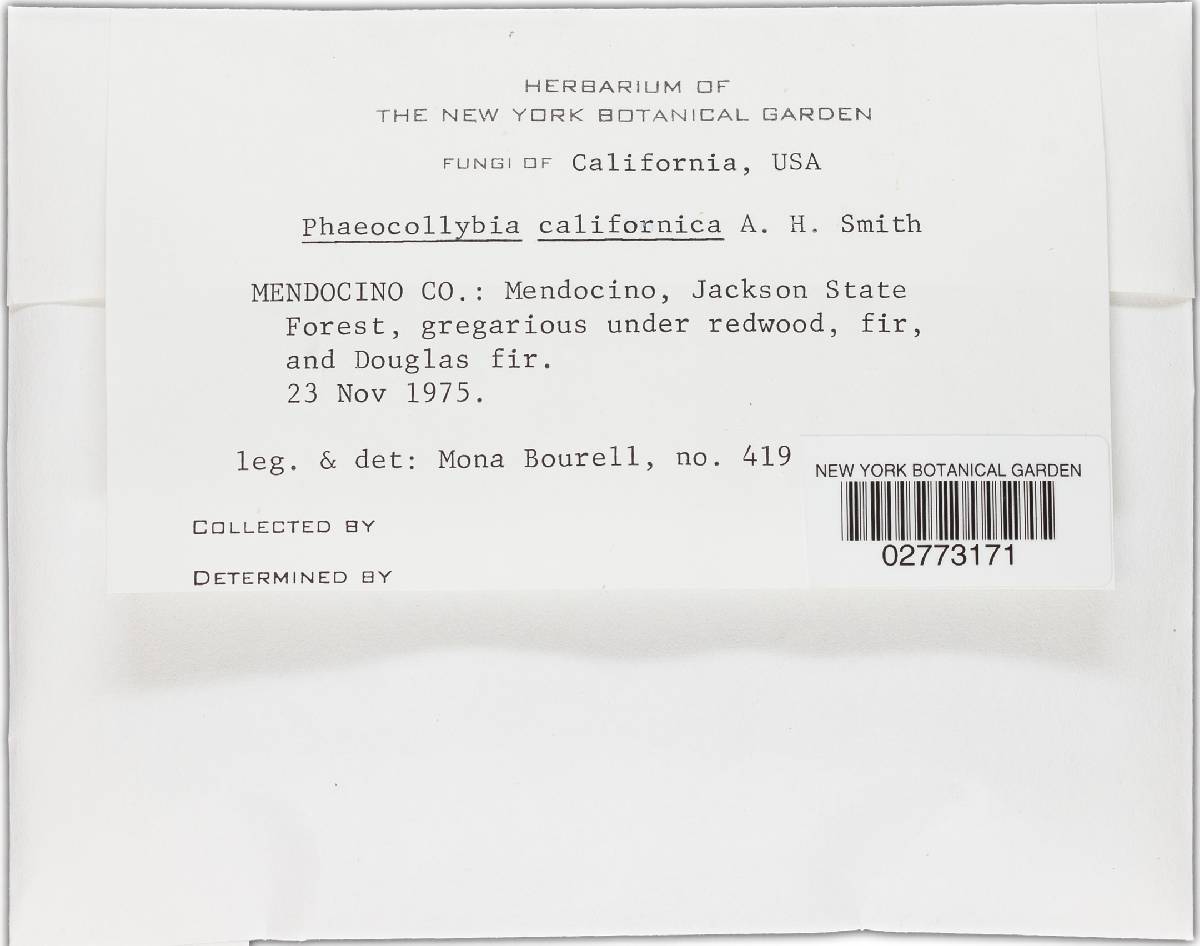 HERBARIUM OF
THE NEW YORK BOTANICAL GARDEN
FUNGI OF California, USA
Phaeocollybia californica A. H. Smith
MENDOCINO CO.: Mendocino, Jackson State
Forest, gregarious under redwood, fir,
and Douglas fir.
23 Nov 1975.
leg. & det: Mona Bourell, no. 419
NEW YORK BOTANICAL GARDEN
02773171
COLLECTED BY
DETERMINED BY